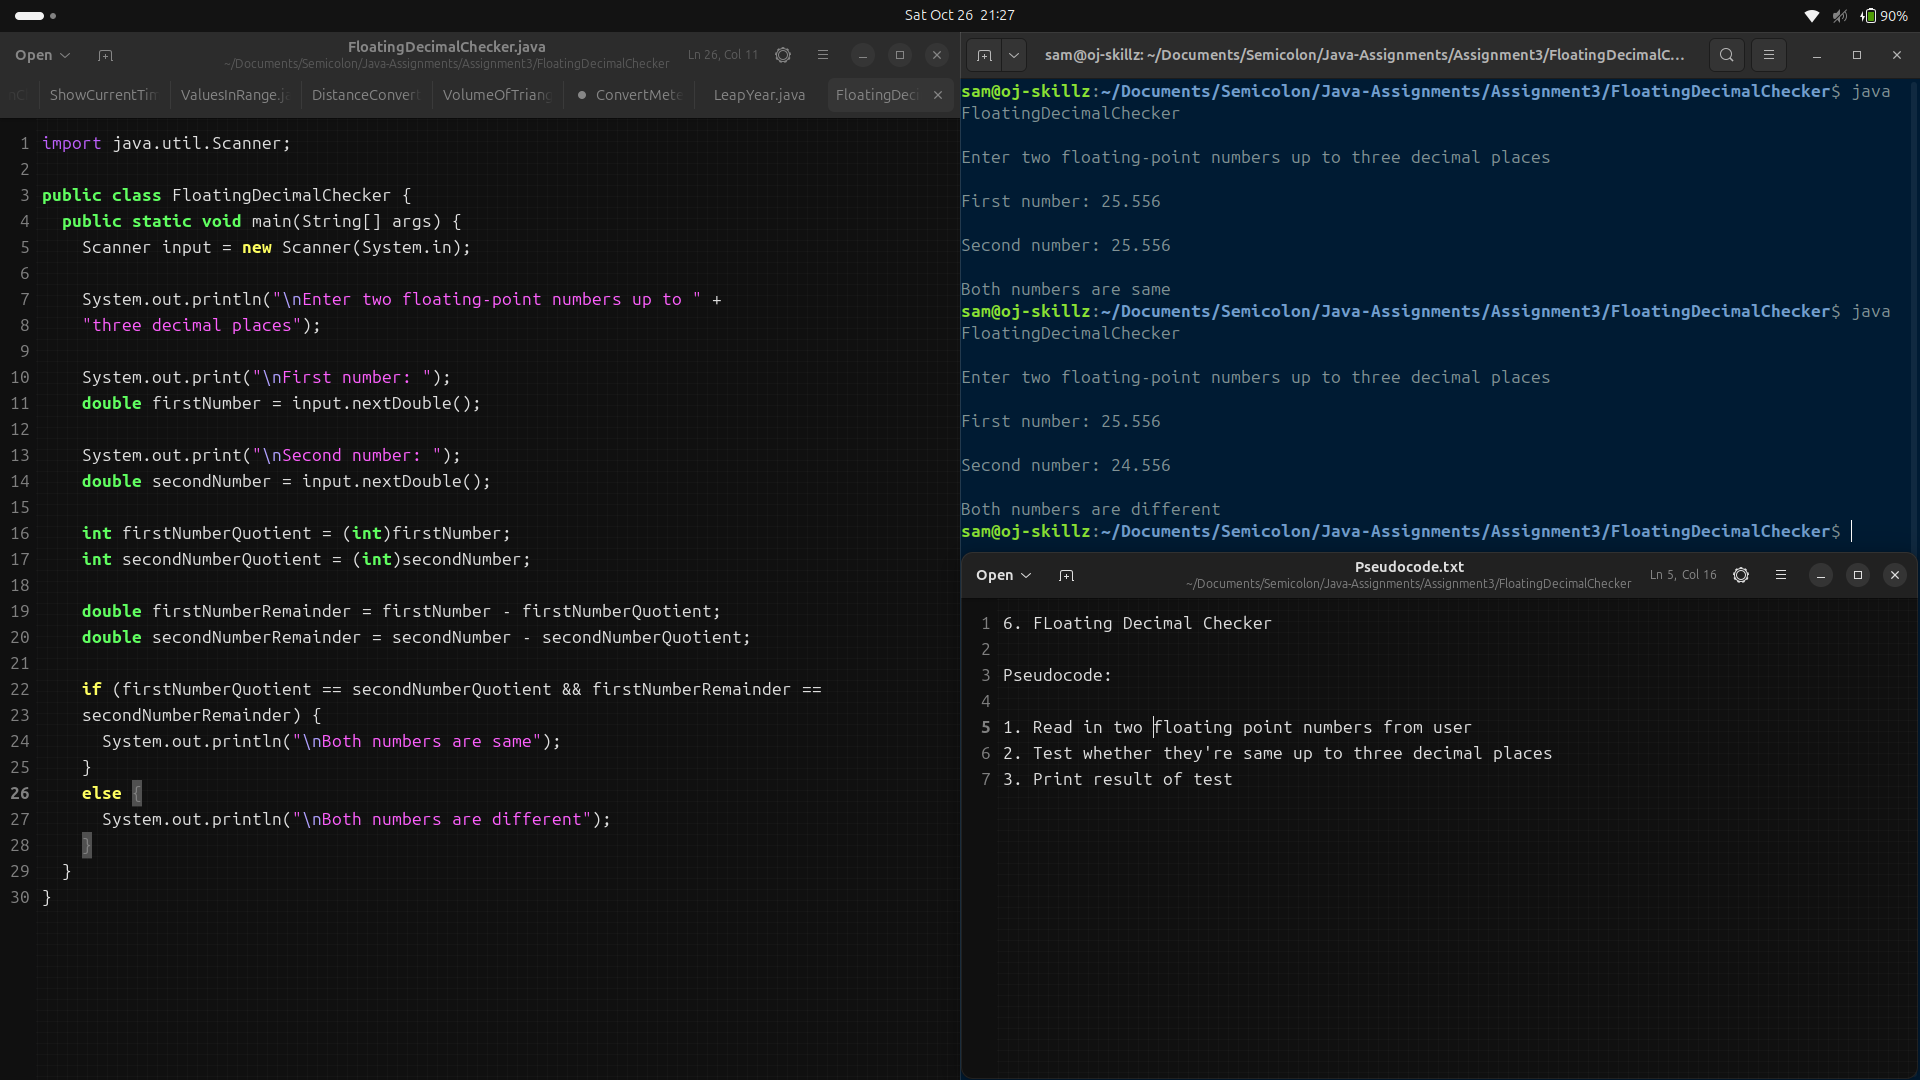 Sat Oct 26 21:27
90%
Open
FloatingDecimalChecker.java
~/Documents/Semicolon/Java-Assignments/Assignment3/FloatingDecimalChecker
Ln 26, Col 11
ShowCurrentTim
ValuesInRange.ja
DistanceConvert
VolumeOfTriang
ConvertMete
LeapYear.java
FloatingDeci
1 import java.util.Scanner;
2
3 public class FloatingDecimalChecker {
4 public static void main(String[] args) {
5 Scanner input = new Scanner(System.in);
6
7 System.out.println("\nEnter two floating-point numbers up to " +
8 "three decimal places");
9
10 System.out.print("\nFirst number: ");
11 double firstNumber = input.nextDouble();
12
13 System.out.print("\nSecond number: ");
14 double secondNumber = input.nextDouble();
15
16 int firstNumberQuotient = (int)firstNumber;
17 int secondNumberQuotient = (int)secondNumber;
18
19 double firstNumberRemainder = firstNumber - firstNumberQuotient;
20 double secondNumberRemainder = secondNumber - secondNumberQuotient;
21
22 if (firstNumberQuotient == secondNumberQuotient && firstNumberRemainder ==
23 secondNumberRemainder) {
24 System.out.println("\nBoth numbers are same");
25 }
26 else {
27 System.out.println("\nBoth numbers are different");
28 }
29 }
30 }
sam@oj-skillz: ~/Documents/Semicolon/Java-Assignments/Assignment3/FloatingDecimalC...
sam@oj-skillz:~/Documents/Semicolon/Java-Assignments/Assignment3/FloatingDecimalChecker$ java
FloatingDecimalChecker
Enter two floating-point numbers up to three decimal places
First number: 25.556
Second number: 25.556
Both numbers are same
sam@oj-skillz:~/Documents/Semicolon/Java-Assignments/Assignment3/FloatingDecimalChecker$ java
FloatingDecimalChecker
Enter two floating-point numbers up to three decimal places
First number: 25.556
Second number: 24.556
Both numbers are different
sam@oj-skillz:~/Documents/Semicolon/Java-Assignments/Assignment3/FloatingDecimalChecker$
Open
Pseudocode.txt
~/Documents/Semicolon/Java-Assignments/Assignment3/FloatingDecimalChecker
Ln 5, Col 16
1 6. FLoating Decimal Checker
2
3 Pseudocode:
4
5 1. Read in two floating point numbers from user
6 2. Test whether they're same up to three decimal places
7 3. Print result of test